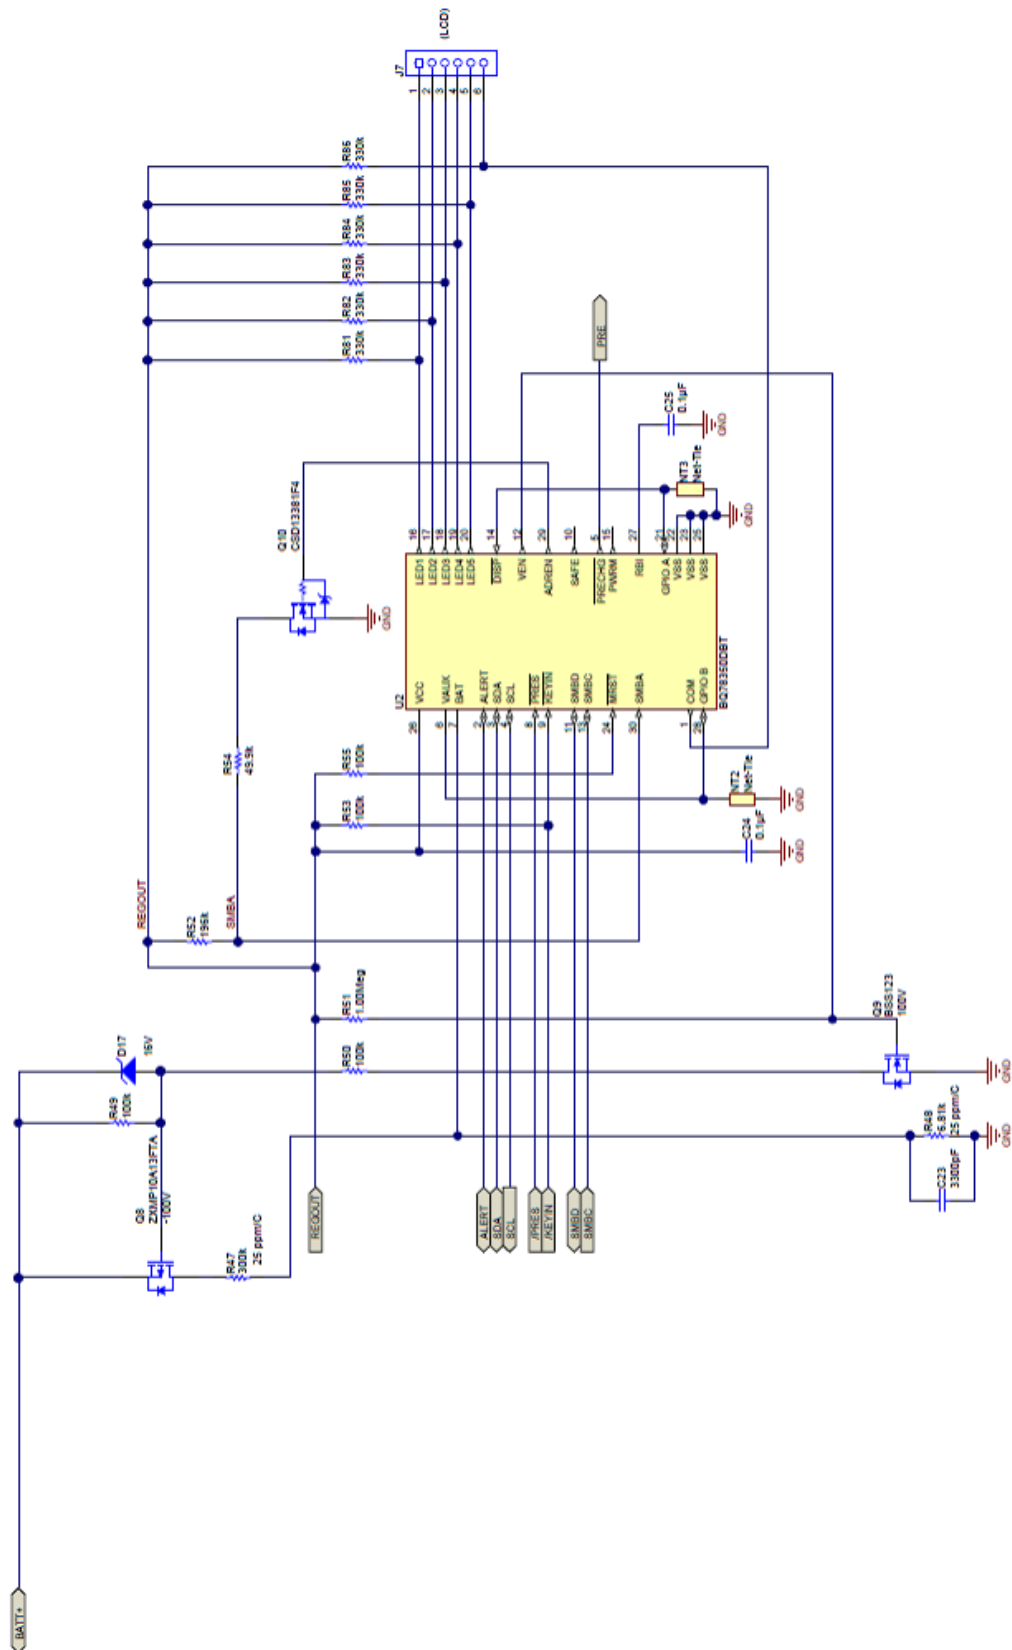 (LCD)
J7
1
2
3
4
5
6
R86
330k
R85
330k
R84
330k
R83
330k
R82
330k
R81
330k
PRE
C25
0.1µF
GND
NT3
Net-Tie
GND
Q10
CSD13381F4
GND
16
17
18
19
20
14
12
29
10
5
15
27
21
22
23
25
LED1
LED2
LED3
LED4
LED5
DISP
VEN
ADREN
SAFE
PRECHG
PWRM
RBI
GPIO A
VSS
VSS
VSS
U2
BQ78350DBT
VCC
VAUX
BAT
ALERT
SDA
SCL
PRES
KEYIN
SMBD
SMBC
MRST
SMBA
COM
GPIO B
26
6
7
2
3
4
8
9
11
13
24
30
1
28
R54
49.9k
R55
100k
R53
100k
NT2
Net-Tie
GND
C24
0.1µF
GND
REGOUT
R52
196k
SMBA
R51
1.00Meg
R50
100k
D17
16V
R49
100k
Q9
BSS123
100V
GND
Q8
ZXMP10A13FTA
-100V
R47
300k
25 ppm/C
R48
6.81k
25 ppm/C
C23
3300pF
GND
REGOUT
ALERT
SDA
SCL
/PRES
/KEYIN
SMBD
SMBC
BATT+